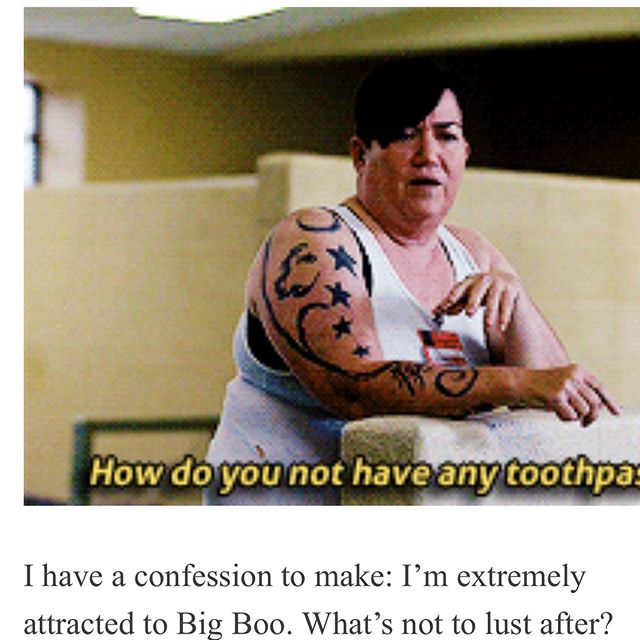 How do you not have any
I have a confession to make: I’m extremely
attracted to Big Boo. What’s not to lust after?